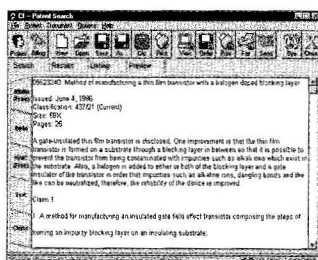 CI - Patent Search
File Document Options Help
Search Results Listing Preview
05523240: Method of manufacturing a thin film transistor with a halogen doped blocking layer
Issued: June 4, 1996
Classification: 437/21 (Current)
Size: 68K
Pages: 26
A gate-insulated thin film transistor is disclosed. One improvement is that the thin film
transistor is formed on a substrate through a blocking layer in between so that it is possible to
prevent the transistor from being contaminated with impurities such as alkali ions which exist in
the substrate. Also, a halogen is added to either or both of the blocking layer and a gate
insulator of the transistor in order that impurities such as alkaline ions, dangling bonds and the
like can be neutralized, therefore, the reliability of the device is improved.
Claim 1
1. A method for manufacturing an insulated gate field effect transistor comprising the steps of
forming an impurity blocking layer on an insulating substrate;